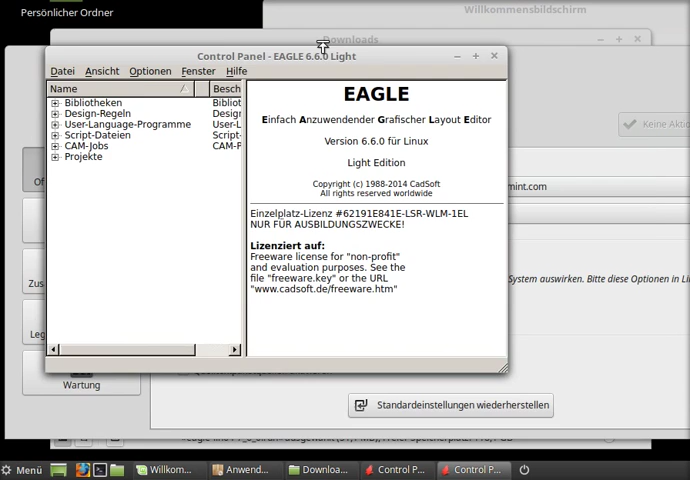 Persönlicher Ordner
Willkommensbildschirm
Downloads
Control Panel - EAGLE 6.6.0 Light
Datei Ansicht Optionen Fenster Hilfe
Name Besch
Bibliotheken Bibliot
Design-Regeln Design
User-Language-Programme User-L
Script-Dateien Script-
CAM-Jobs CAM-P
Projekte
EAGLE
Einfach Anzuwendender Grafischer Layout Editor
Version 6.6.0 für Linux
Light Edition
Copyright (c) 1988-2014 CadSoft
All rights reserved worldwide
Einzelplatz-Lizenz #62191E841E-LSR-WLM-1EL
NUR FÜR AUSBILDUNGSZWECKE!
Lizenziert auf:
Freeware license for "non-profit"
and evaluation purposes. See the
file "freeware.key" or the URL
"www.cadsoft.de/freeware.htm"
Keine Aktio
Of
mint.com
Zus
System auswirken. Bitte diese Optionen in Li
Leg
Wartung
Standardeinstellungen wiederherstellen
Menü
Willkom...
Anwend...
Downloa...
Control P...
Control P...